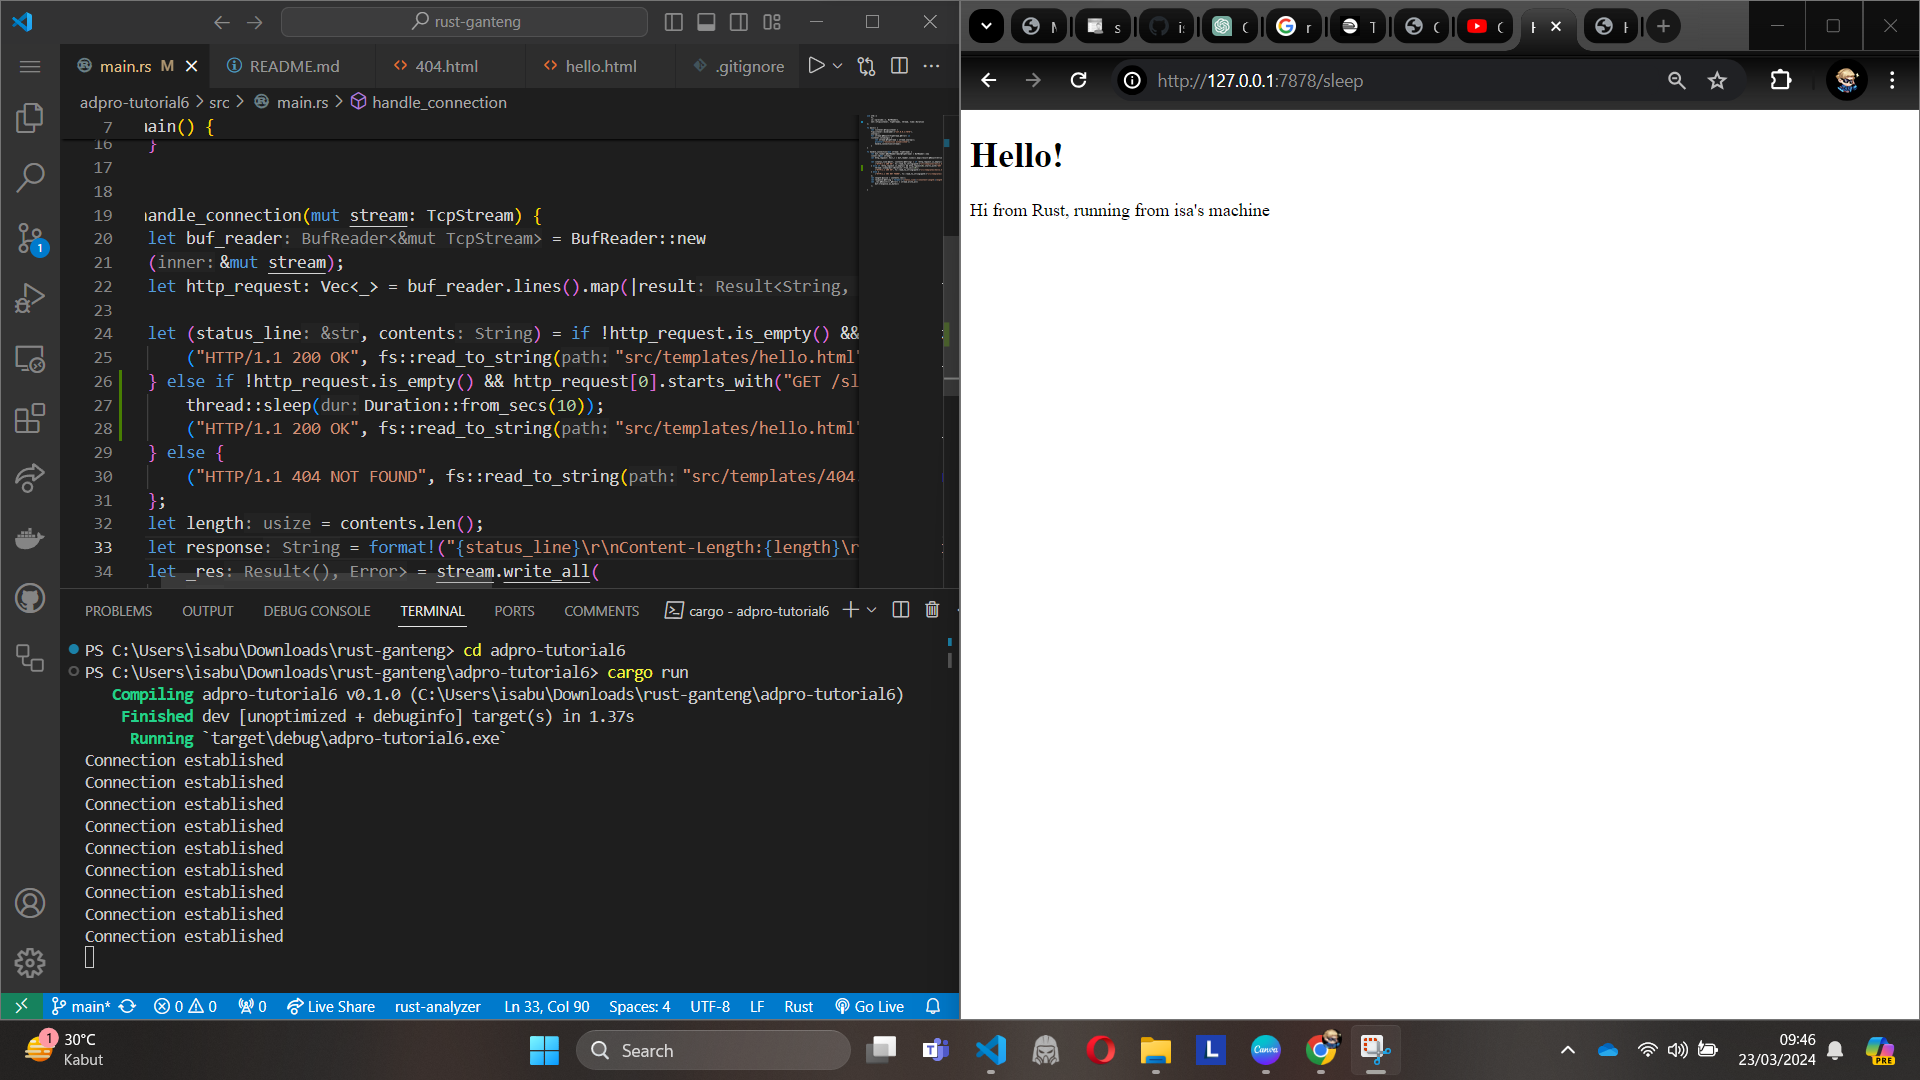 rust-ganteng
main.rs M
README.md
404.html
hello.html
.gitignore
adpro-tutorial6 > src > main.rs > handle_connection
7 main() {
16 }
17
18
19 handle_connection(mut stream: TcpStream) {
20 let buf_reader: BufReader<&mut TcpStream> = BufReader::new
21 (inner: &mut stream);
22 let http_request: Vec<_> = buf_reader.lines().map(|result: Result<String,
23
24 let (status_line: &str, contents: String) = if !http_request.is_empty() &&
25 ("HTTP/1.1 200 OK", fs::read_to_string(path: "src/templates/hello.html"
26 } else if !http_request.is_empty() && http_request[0].starts_with("GET /sl
27 thread::sleep(dur: Duration::from_secs(10));
28 ("HTTP/1.1 200 OK", fs::read_to_string(path: "src/templates/hello.html"
29 } else {
30 ("HTTP/1.1 404 NOT FOUND", fs::read_to_string(path: "src/templates/404.
31 };
32 let length: usize = contents.len();
33 let response: String = format!("{status_line}\r\nContent-Length:{length}\r
34 let _res: Result<(), Error> = stream.write_all(
PROBLEMS OUTPUT DEBUG CONSOLE TERMINAL PORTS COMMENTS cargo - adpro-tutorial6
PS C:\Users\isabu\Downloads\rust-ganteng> cd adpro-tutorial6
PS C:\Users\isabu\Downloads\rust-ganteng\adpro-tutorial6> cargo run
Compiling adpro-tutorial6 v0.1.0 (C:\Users\isabu\Downloads\rust-ganteng\adpro-tutorial6)
Finished dev [unoptimized + debuginfo] target(s) in 1.37s
Running `target\debug\adpro-tutorial6.exe`
Connection established
Connection established
Connection established
Connection established
Connection established
Connection established
Connection established
Connection established
Connection established
1
main* 0 0 0 Live Share rust-analyzer Ln 33, Col 90 Spaces: 4 UTF-8 LF Rust Go Live
http://127.0.0.1:7878/sleep
Hello!
Hi from Rust, running from isa's machine
1
30°C
Kabut
Search
L
Canva
09:46
23/03/2024
PRE